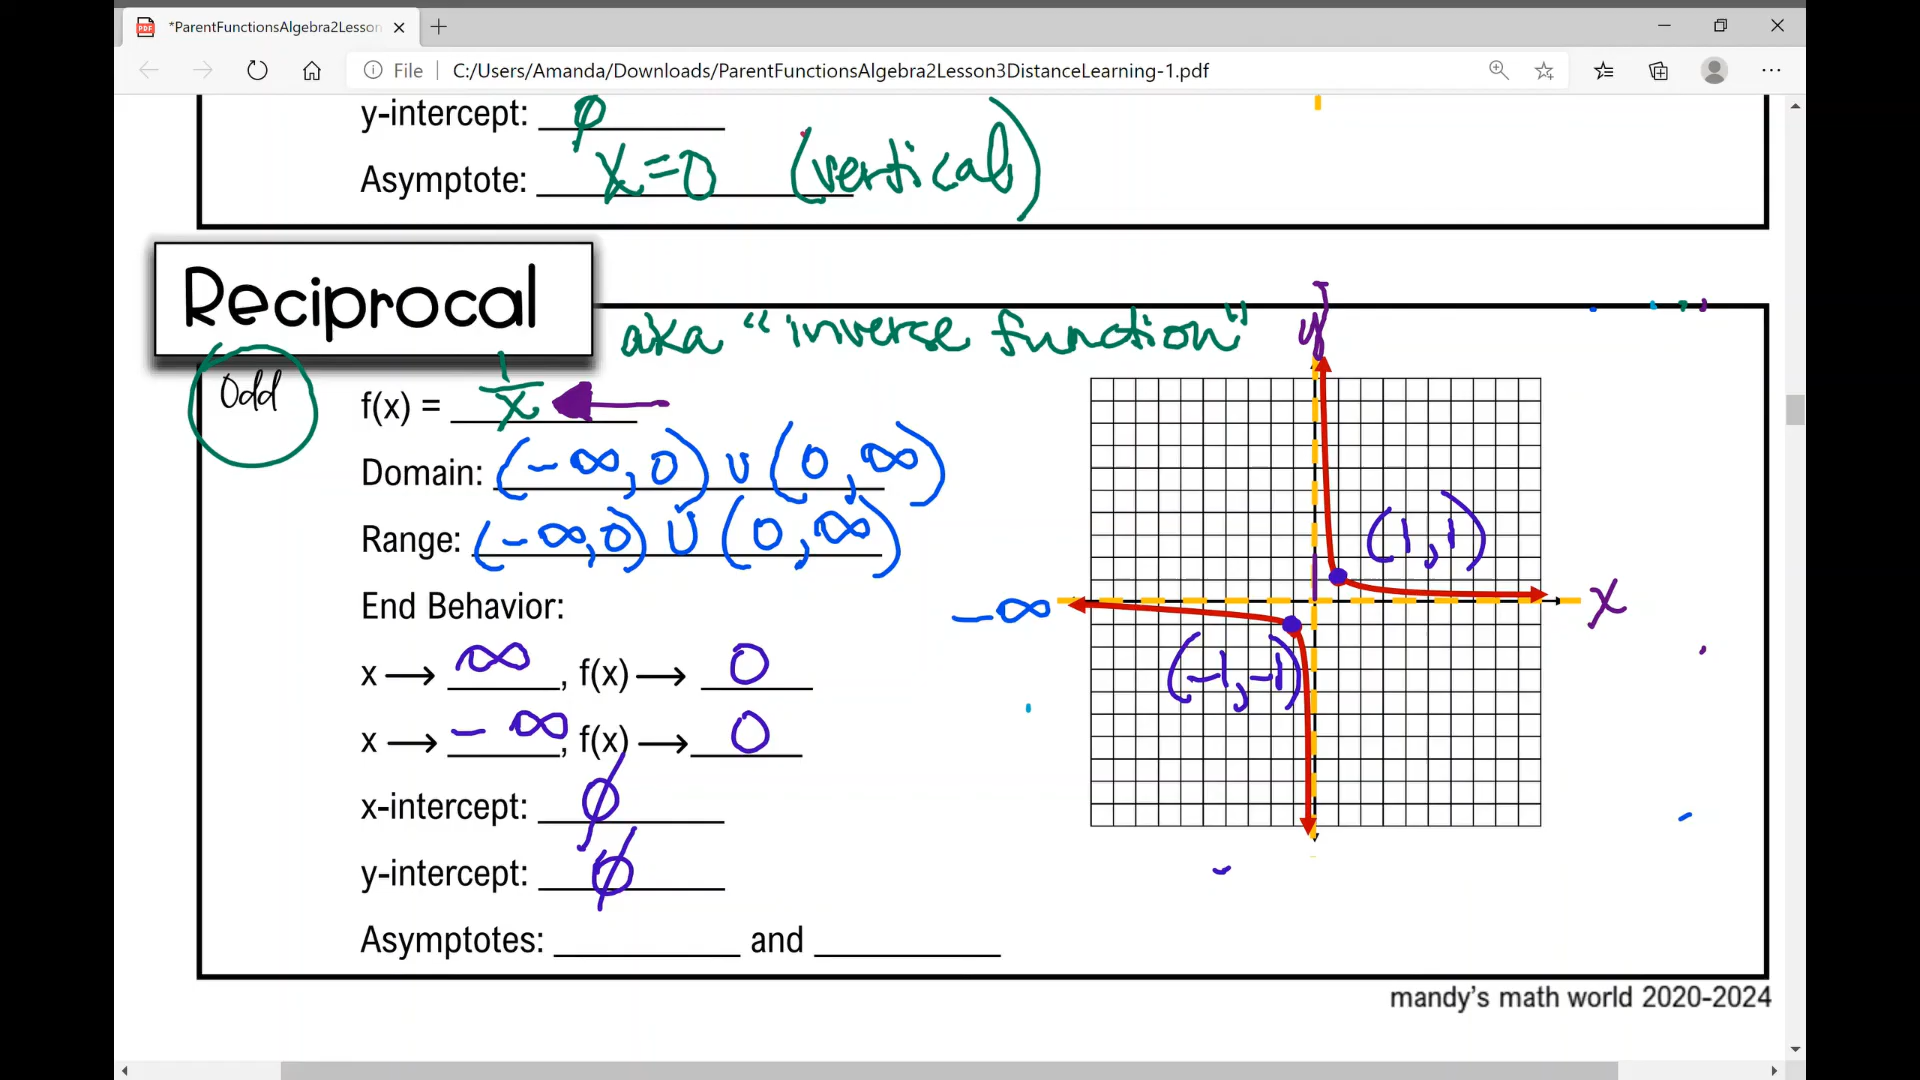 *ParentFunctionsAlgebra2Lesson
File C:/Users/Amanda/Downloads/ParentFunctionsAlgebra2Lesson3DistanceLearning-1.pdf
y-intercept: ∅
Asymptote: x=0 (vertical)
Reciprocal
aka "inverse function"
y
Odd
f(x) = 1/x
Domain: (-∞,0) ∪ (0,∞)
Range: (-∞,0) ∪ (0,∞)
(1,1)
End Behavior:
-∞
x
x → ∞, f(x) → 0
(-1,-1)
x → -∞, f(x) → 0
x-intercept: ∅
y-intercept: ∅
Asymptotes: ________ and ________
mandy's math world 2020-2024